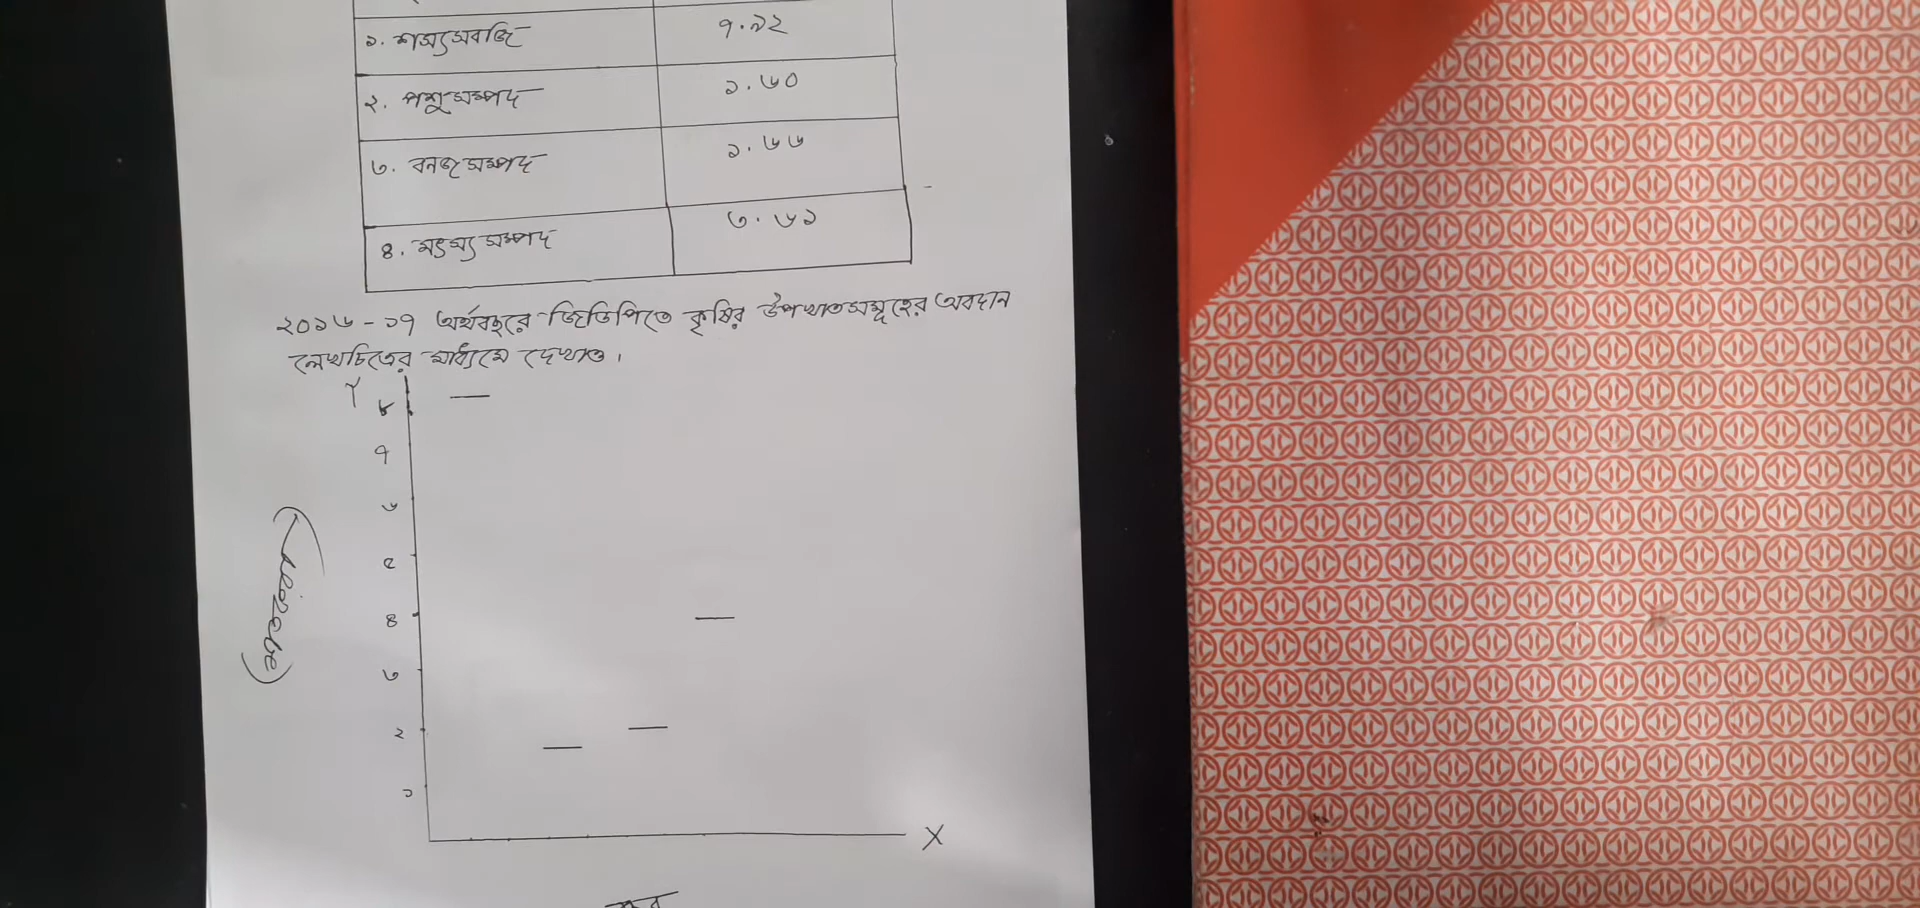 ১. শস্যসবজি ৭.৯২
২. পশুসম্পদ ১.৬০
৩. বনজসম্পদ ১.৬৬
৪. মৎস্যসম্পদ ৩.৬১
২০১৬-১৭ অর্থবছরে জিডিপিতে কৃষির উপখাতসমূহের অবদান
লেখচিত্রের মাধ্যমে দেখাও।
Y
৮
৭
৬
৫
৪
৩
২
১
X